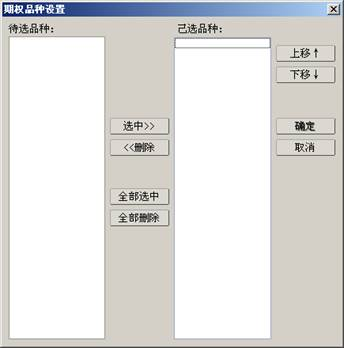 期权品种设置
待选品种:
己选品种:
上移↑
下移↓
选中>>
<<删除
确定
取消
全部选中
全部删除